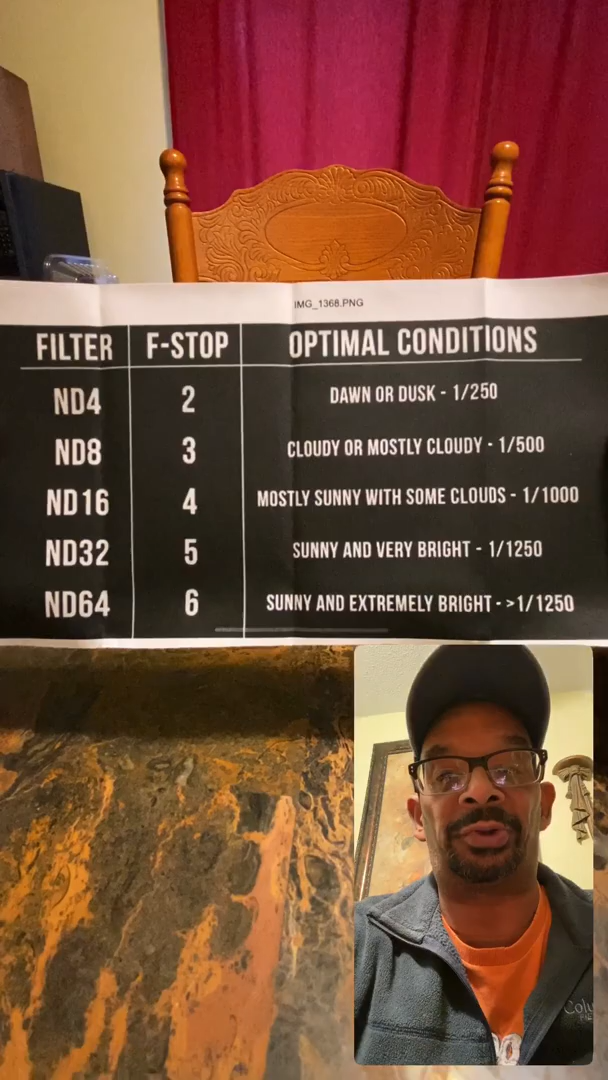 IMG_1368.PNG
FILTER F-STOP OPTIMAL CONDITIONS
ND4 2 DAWN OR DUSK - 1/250
ND8 3 CLOUDY OR MOSTLY CLOUDY - 1/500
ND16 4 MOSTLY SUNNY WITH SOME CLOUDS - 1/1000
ND32 5 SUNNY AND VERY BRIGHT - 1/1250
ND64 6 SUNNY AND EXTREMELY BRIGHT - >1/1250